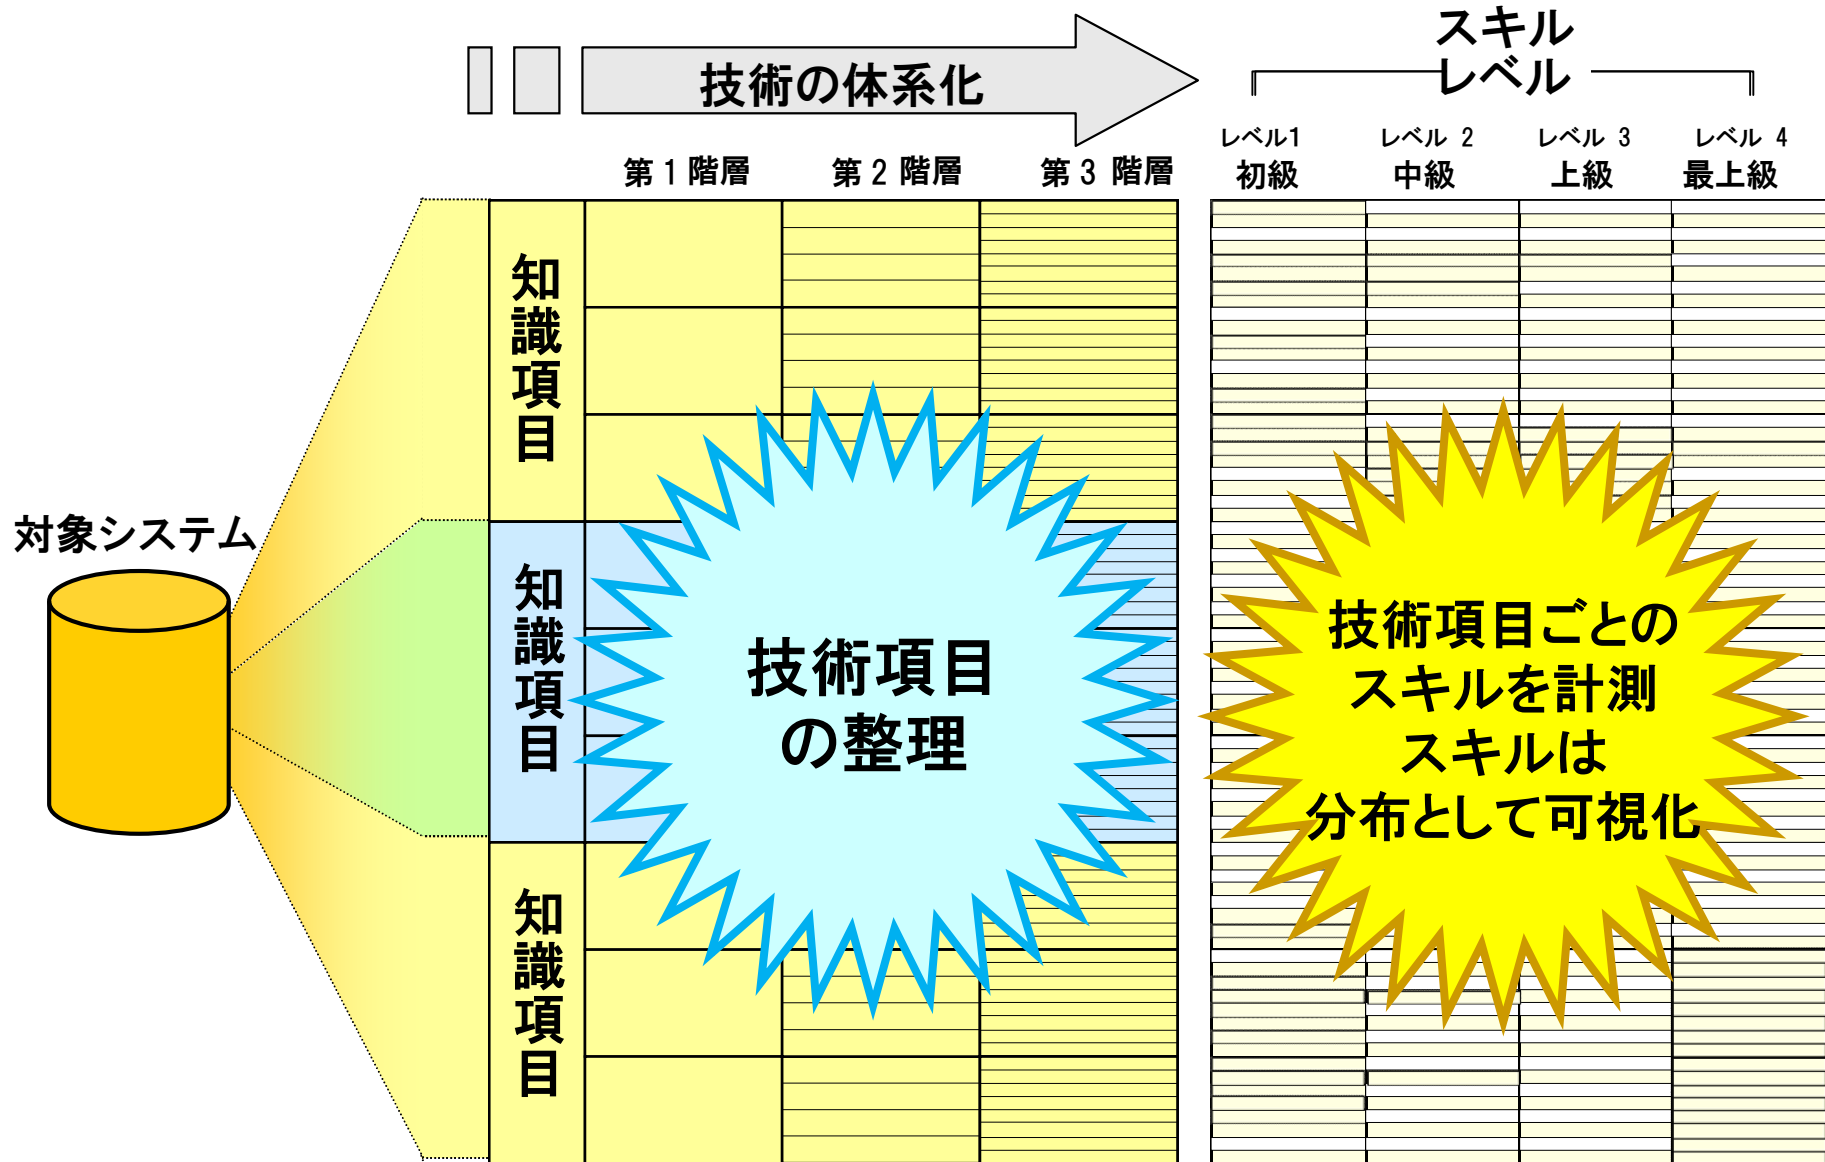 スキル
レベル
技術の体系化
レベル1
レベル 2
レベル 3
レベル 4
第1階層
第2階層
第3 階層
初級
中級
上級
最上級
知識項目
対象システム
知識項目
技術項目
の整理
技術項目ごとの
スキルを計測
スキルは
分布として可視化
知識項目